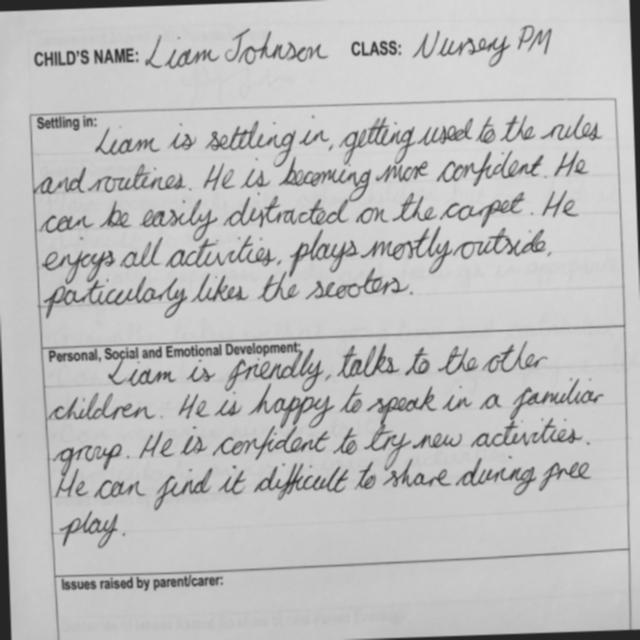 CHILD'S NAME: Liam Johnson CLASS: Nursery PM
Settling in:
Liam is settling in, getting used to the rules
and routines. He is becoming more confident. He
can be easily distracted on the carpet. He
enjoys all activities, plays mostly outside,
particularly likes the scooters.
Personal, Social and Emotional Development:
Liam is friendly, talks to the other
children. He is happy to speak in a familiar
group. He is confident to try new activities.
He can find it difficult to share during free
play.
Issues raised by parent/carer: